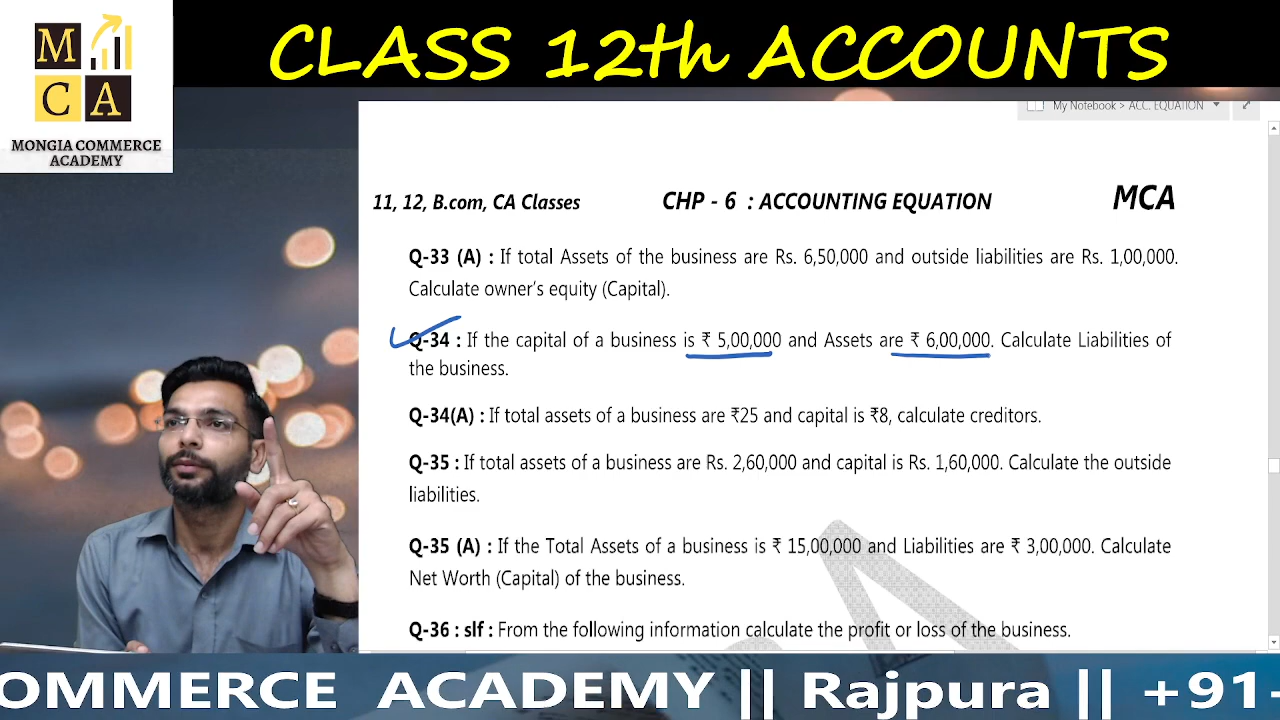 M
C A
MONGIA COMMERCE
ACADEMY
CLASS 12th ACCOUNTS
My Notebook > ACC. EQUATION
11, 12, B.com, CA Classes CHP - 6 : ACCOUNTING EQUATION MCA
Q-33 (A) : If total Assets of the business are Rs. 6,50,000 and outside liabilities are Rs. 1,00,000.
Calculate owner's equity (Capital).
Q-34 : If the capital of a business is ₹ 5,00,000 and Assets are ₹ 6,00,000. Calculate Liabilities of
the business.
Q-34(A) : If total assets of a business are ₹25 and capital is ₹8, calculate creditors.
Q-35 : If total assets of a business are Rs. 2,60,000 and capital is Rs. 1,60,000. Calculate the outside
liabilities.
Q-35 (A) : If the Total Assets of a business is ₹ 15,00,000 and Liabilities are ₹ 3,00,000. Calculate
Net Worth (Capital) of the business.
Q-36 : slf : From the following information calculate the profit or loss of the business.
OMMERCE ACADEMY || Rajpura || +91-